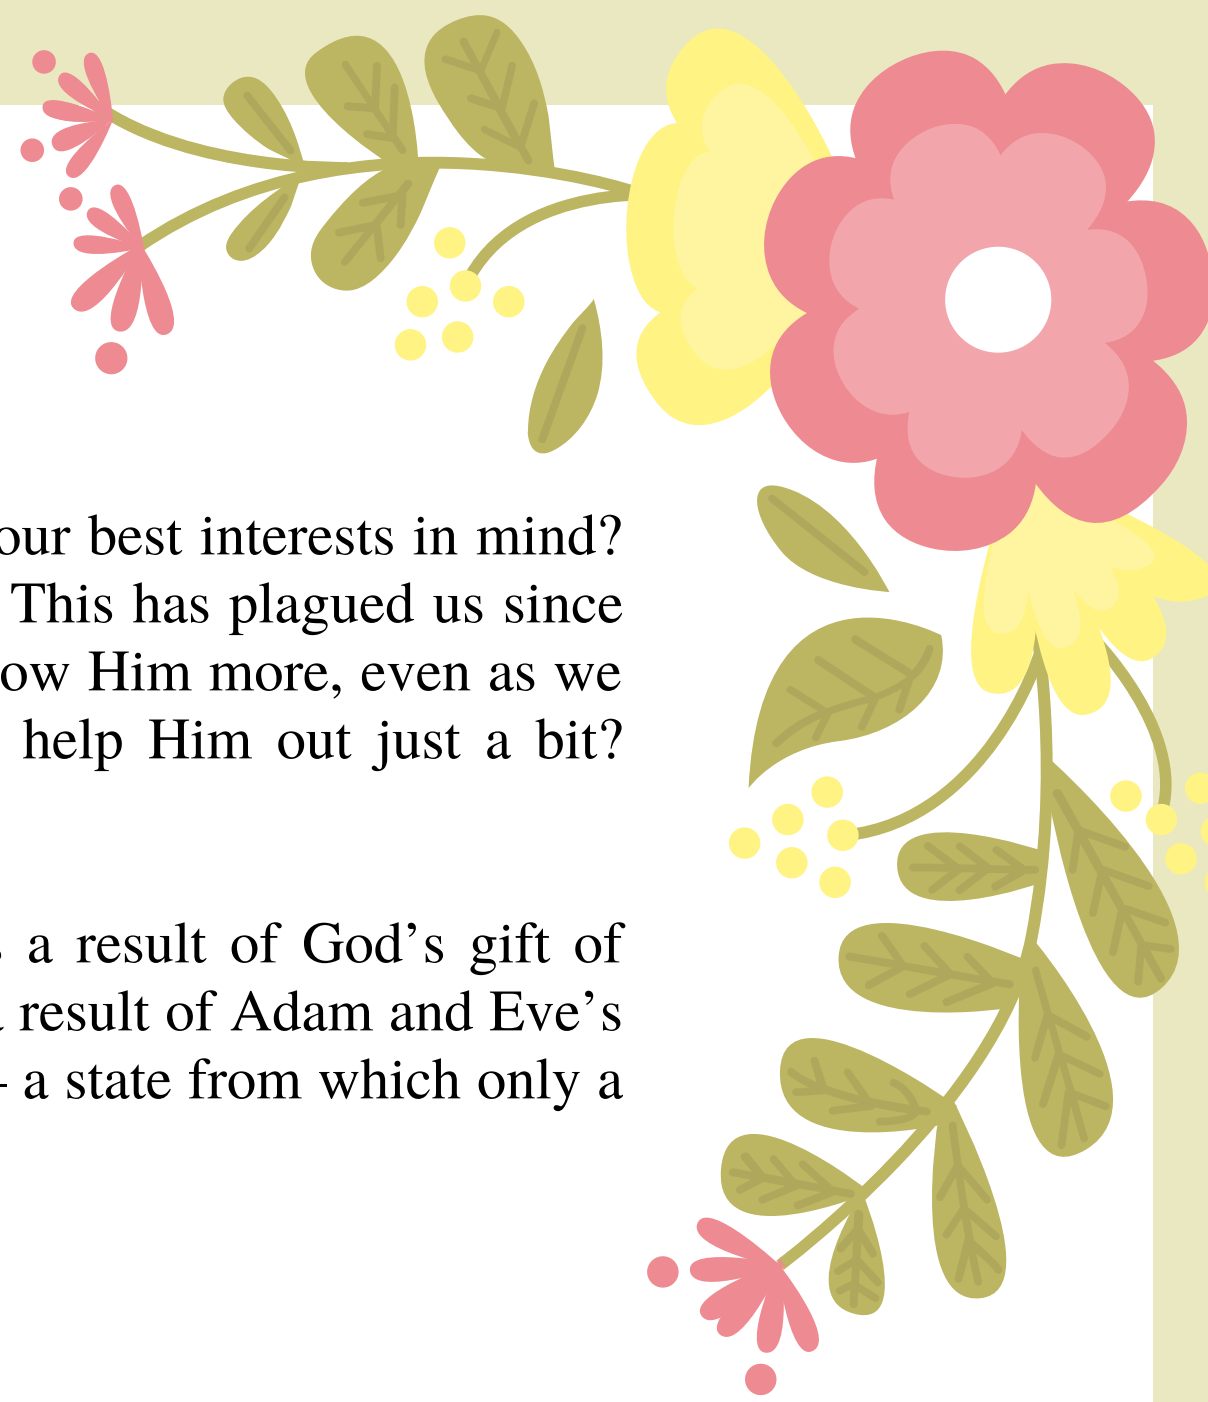 our best interests in mind?
This has plagued us since
ow Him more, even as we
help Him out just a bit?
a result of God’s gift of
result of Adam and Eve’s
- a state from which only a